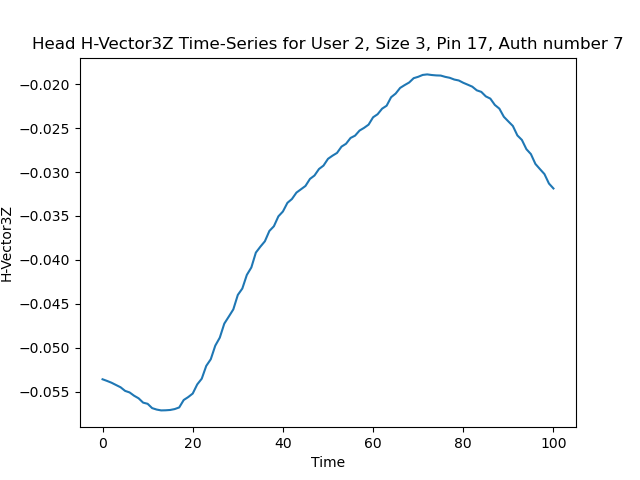 Head H-Vector3Z Time-Series for User 2, Size 3, Pin 17, Auth number 7
H-Vector3Z
−0.020
−0.025
−0.030
−0.035
−0.040
−0.045
−0.050
−0.055
0 20 40 60 80 100
Time